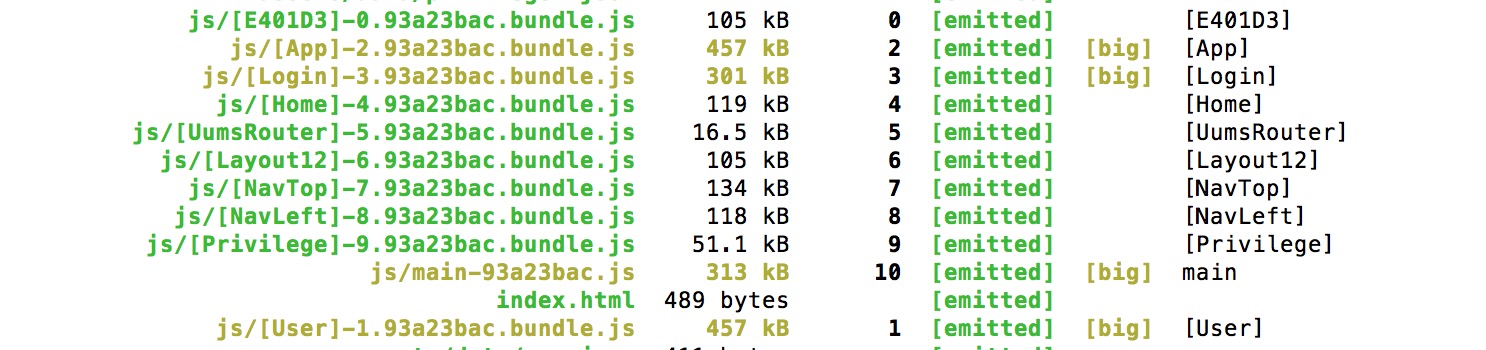 js/[E401D3]-0.93a23bac.bundle.js 105 kB 0 [emitted] [E401D3]
js/[App]-2.93a23bac.bundle.js 457 kB 2 [emitted] [big] [App]
js/[Login]-3.93a23bac.bundle.js 301 kB 3 [emitted] [big] [Login]
js/[Home]-4.93a23bac.bundle.js 119 kB 4 [emitted] [Home]
js/[UumsRouter]-5.93a23bac.bundle.js 16.5 kB 5 [emitted] [UumsRouter]
js/[Layout12]-6.93a23bac.bundle.js 105 kB 6 [emitted] [Layout12]
js/[NavTop]-7.93a23bac.bundle.js 134 kB 7 [emitted] [NavTop]
js/[NavLeft]-8.93a23bac.bundle.js 118 kB 8 [emitted] [NavLeft]
js/[Privilege]-9.93a23bac.bundle.js 51.1 kB 9 [emitted] [Privilege]
js/main-93a23bac.js 313 kB 10 [emitted] [big] main
index.html 489 bytes [emitted]
js/[User]-1.93a23bac.bundle.js 457 kB 1 [emitted] [big] [User]